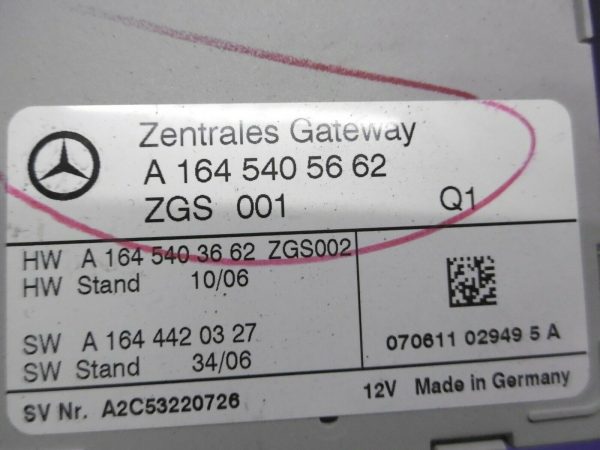 Zentrales Gateway
A 164 540 56 62
ZGS 001 Q1
HW A 164 540 36 62 ZGS002
HW Stand 10/06
SW A 164 442 03 27
SW Stand 34/06
070611 02949 5 A
SV Nr. A2C53220726 12V Made in Germany